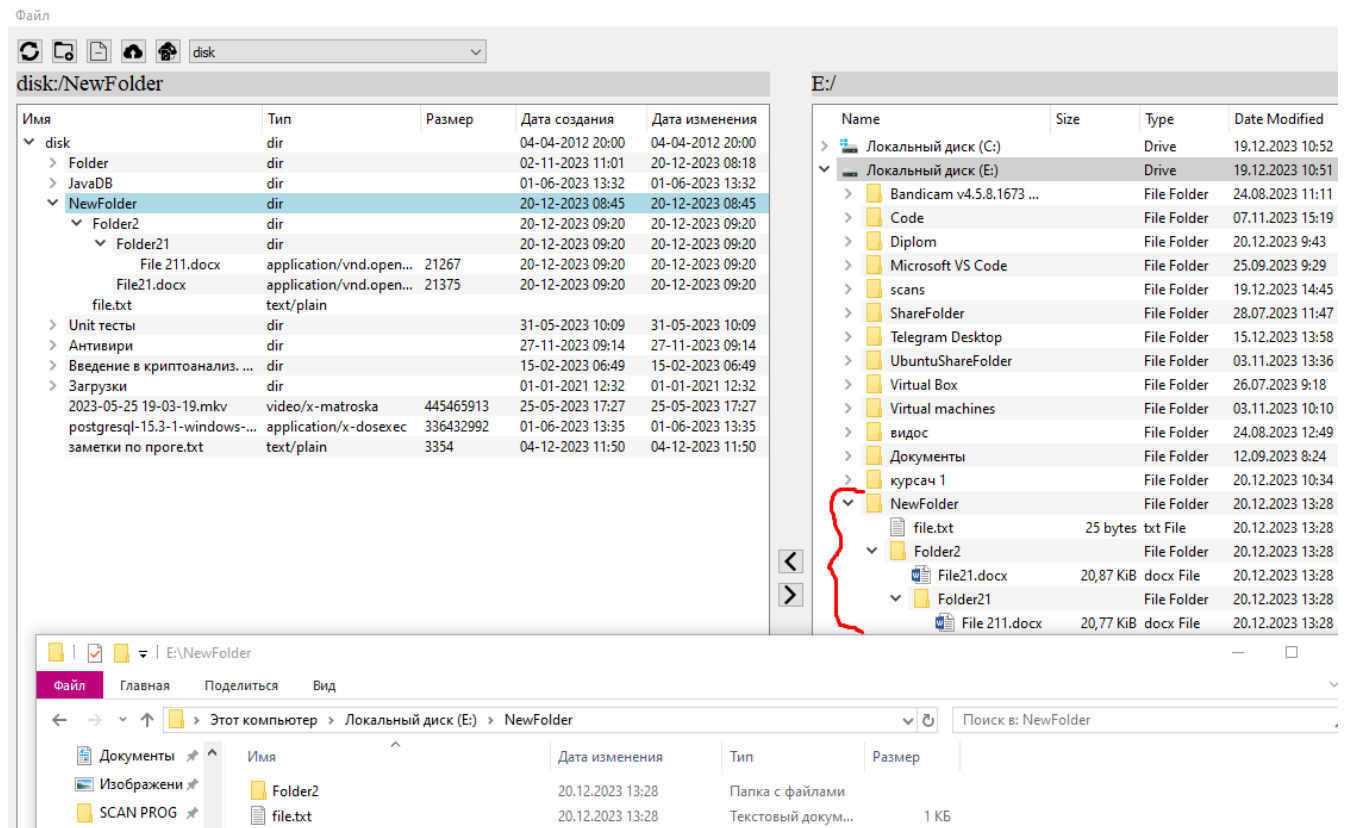 Файл
disk
disk:/NewFolder
E:/
Имя Тип Размер Дата создания Дата изменения
disk dir 04-04-2012 20:00 04-04-2012 20:00
Folder dir 02-11-2023 11:01 20-12-2023 08:18
JavaDB dir 01-06-2023 13:32 01-06-2023 13:32
NewFolder dir 20-12-2023 08:45 20-12-2023 08:45
Folder2 dir 20-12-2023 09:20 20-12-2023 09:20
Folder21 dir 20-12-2023 09:20 20-12-2023 09:20
File 211.docx application/vnd.open... 21267 20-12-2023 09:20 20-12-2023 09:20
File21.docx application/vnd.open... 21375 20-12-2023 09:20 20-12-2023 09:20
file.txt text/plain
Unit тесты dir 31-05-2023 10:09 31-05-2023 10:09
Антивири dir 27-11-2023 09:14 27-11-2023 09:14
Введение в криптоанализ. ... dir 15-02-2023 06:49 15-02-2023 06:49
Загрузки dir 01-01-2021 12:32 01-01-2021 12:32
2023-05-25 19-03-19.mkv video/x-matroska 445465913 25-05-2023 17:27 25-05-2023 17:27
postgresql-15.3-1-windows-... application/x-dosexec 336432992 01-06-2023 13:35 01-06-2023 13:35
заметки по проге.txt text/plain 3354 04-12-2023 11:50 04-12-2023 11:50
Name Size Type Date Modified
Локальный диск (C:) Drive 19.12.2023 10:52
Локальный диск (E:) Drive 19.12.2023 10:51
Bandicam v4.5.8.1673 ... File Folder 24.08.2023 11:11
Code File Folder 07.11.2023 15:19
Diplom File Folder 20.12.2023 9:43
Microsoft VS Code File Folder 25.09.2023 9:29
scans File Folder 19.12.2023 14:45
ShareFolder File Folder 28.07.2023 11:47
Telegram Desktop File Folder 15.12.2023 13:58
UbuntuShareFolder File Folder 03.11.2023 13:36
Virtual Box File Folder 26.07.2023 9:18
Virtual machines File Folder 03.11.2023 10:10
видос File Folder 24.08.2023 12:49
Документы File Folder 12.09.2023 8:24
курсач 1 File Folder 20.12.2023 10:34
NewFolder File Folder 20.12.2023 13:28
file.txt 25 bytes txt File 20.12.2023 13:28
Folder2 File Folder 20.12.2023 13:28
File21.docx 20,87 KiB docx File 20.12.2023 13:28
Folder21 File Folder 20.12.2023 13:28
File 211.docx 20,77 KiB docx File 20.12.2023 13:28
E:\NewFolder
Файл Главная Поделиться Вид
Этот компьютер Локальный диск (E:) NewFolder
Поиск в: NewFolder
Документы
Изображени
SCAN PROG
Имя Дата изменения Тип Размер
Folder2 20.12.2023 13:28 Папка с файлами
file.txt 20.12.2023 13:28 Текстовый докум... 1 КБ